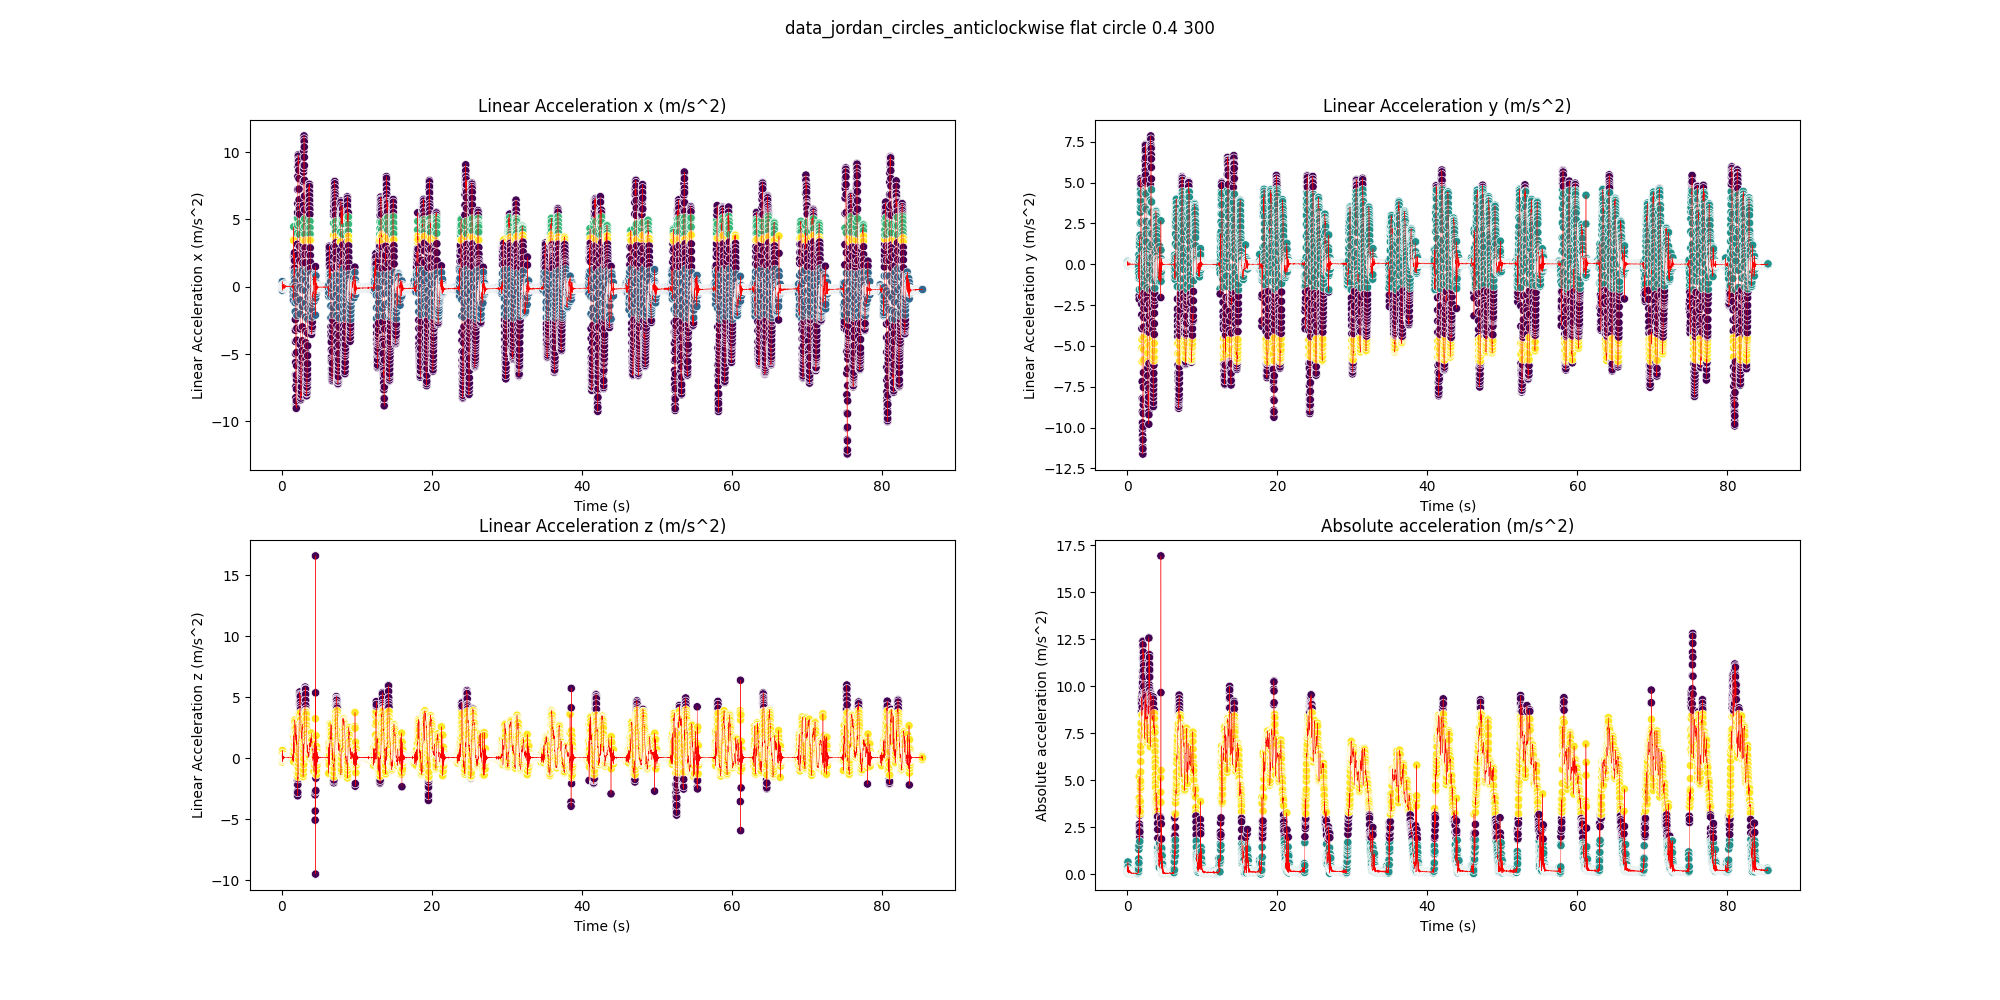 data_jordan_circles_anticlockwise flat circle 0.4 300
Linear Acceleration x (m/s^2)
Linear Acceleration x (m/s^2)
10
5
0
−5
−10
0 20 40 60 80
Time (s)
Linear Acceleration y (m/s^2)
Linear Acceleration y (m/s^2)
7.5
5.0
2.5
0.0
−2.5
−5.0
−7.5
−10.0
−12.5
0 20 40 60 80
Time (s)
Linear Acceleration z (m/s^2)
Linear Acceleration z (m/s^2)
15
10
5
0
−5
−10
0 20 40 60 80
Time (s)
Absolute acceleration (m/s^2)
Absolute acceleration (m/s^2)
17.5
15.0
12.5
10.0
7.5
5.0
2.5
0.0
0 20 40 60 80
Time (s)